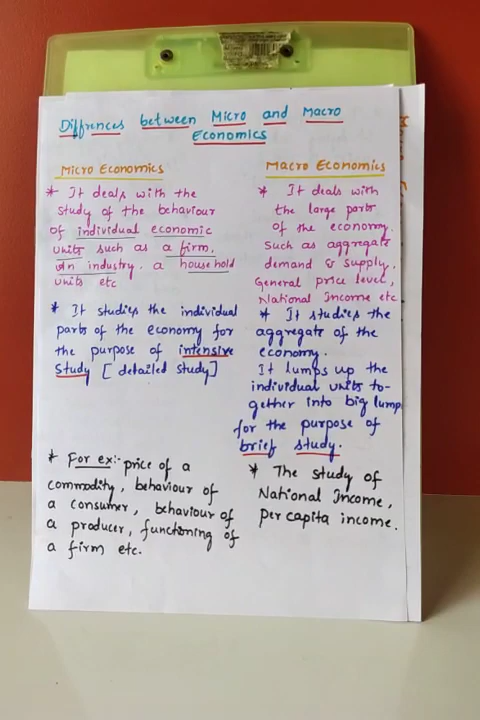 Diffrences between Micro and Macro
Economics
Micro Economics
* It deals with the
study of the behaviour
of individual economic
units such as a firm,
an industry, a household
units etc
* It studies the individual
parts of the economy for
the purpose of intensive
study [detailed study]
* For ex:- price of a
commodity, behaviour of
a consumer, behaviour of
a producer, functioning of
a firm etc.
Macro Economics
* It deals with
the large parts
of the economy.
Such as aggregate
demand & supply,
General price level,
National Income etc
* It studies the
aggregate of the
economy.
It lumps up the
individual units to-
gether into big lump
for the purpose of
brief study.
* The study of
National Income,
per capita income.